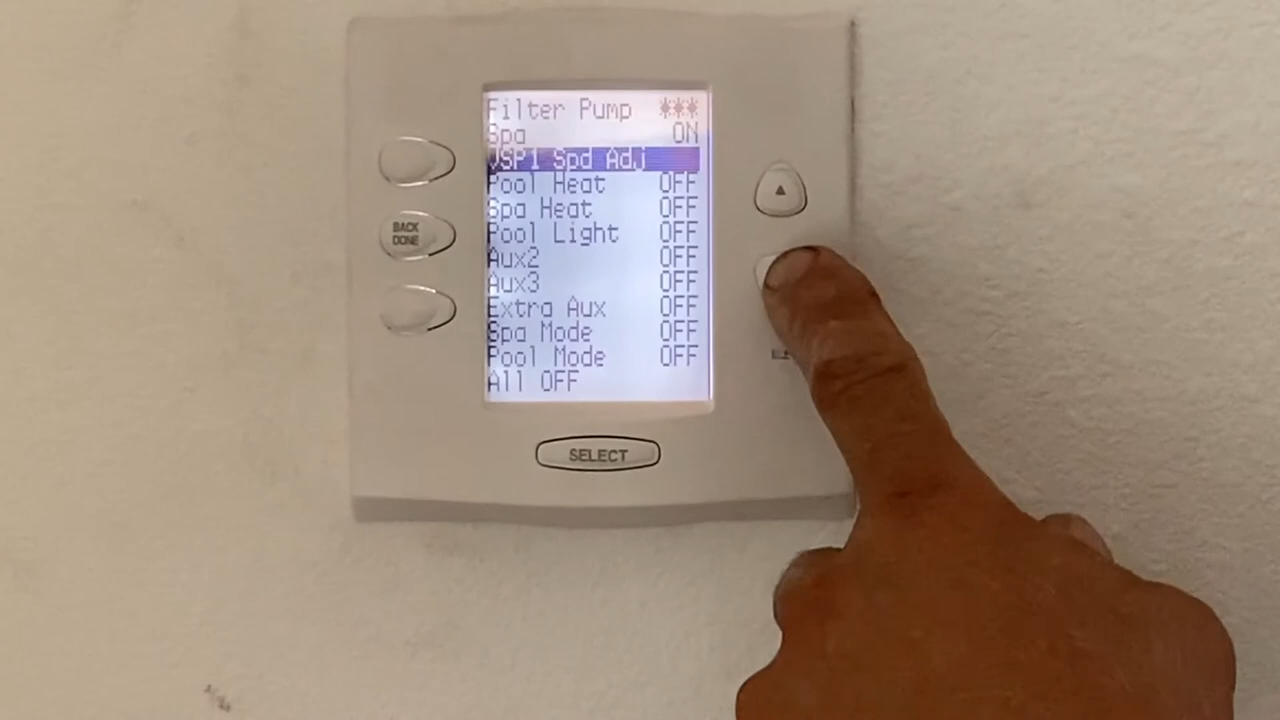 Filter Pump ***
Spa ON
VSP1 Spd Adj
Pool Heat OFF
Spa Heat OFF
Pool Light OFF
Aux2 OFF
Aux3 OFF
Extra Aux OFF
Spa Mode OFF
Pool Mode OFF
All OFF
BACK
DONE
SELECT